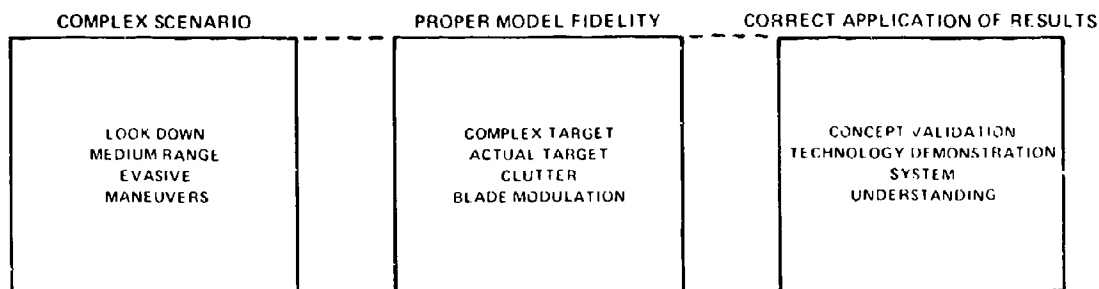 COMPLEX SCENARIO
LOOK DOWN
MEDIUM RANGE
EVASIVE
MANEUVERS
PROPER MODEL FIDELITY
COMPLEX TARGET
ACTUAL TARGET
CLUTTER
BLADE MODULATION
CORRECT APPLICATION OF RESULTS
CONCEPT VALIDATION
TECHNOLOGY DEMONSTRATION
SYSTEM
UNDERSTANDING